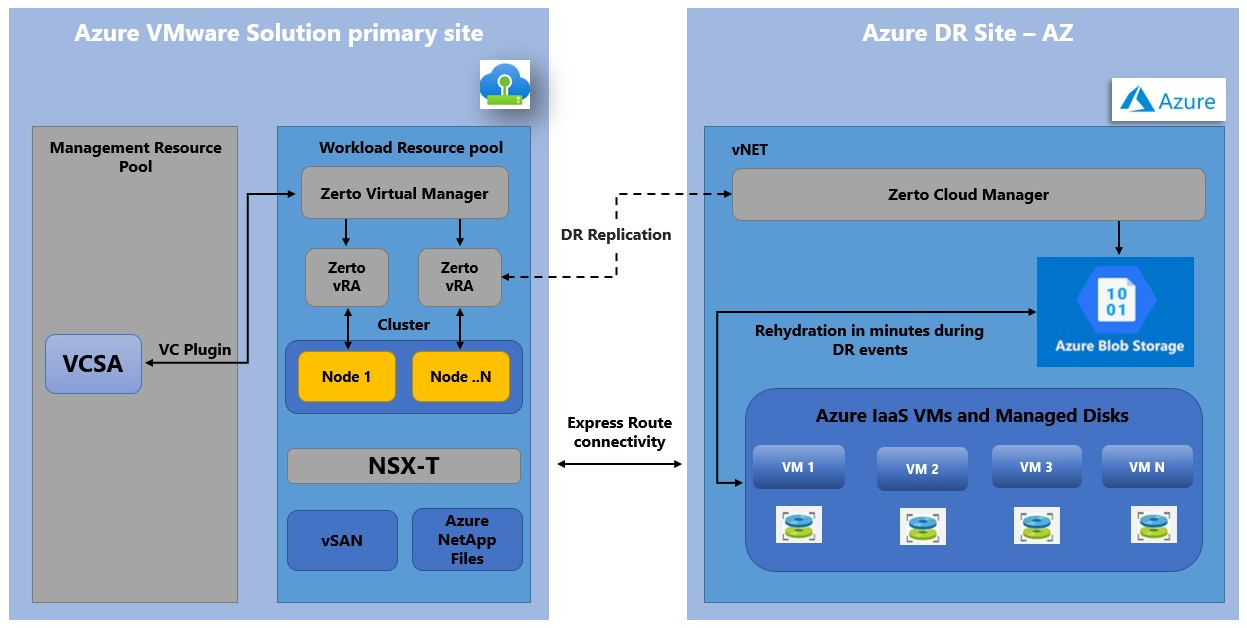 Azure VMware Solution primary site
Management Resource
Pool
VCSA
VC Plugin
Workload Resource pool
Zerto Virtual Manager
Zerto
vRA
Zerto
vRA
Cluster
Node 1
Node ..N
NSX-T
vSAN
Azure
NetApp
Files
DR Replication
Express Route
connectivity
Azure DR Site – AZ
Azure
vNET
Zerto Cloud Manager
10
01
Azure Blob Storage
Rehydration in minutes during
DR events
Azure IaaS VMs and Managed Disks
VM 1
VM 2
VM 3
VM N